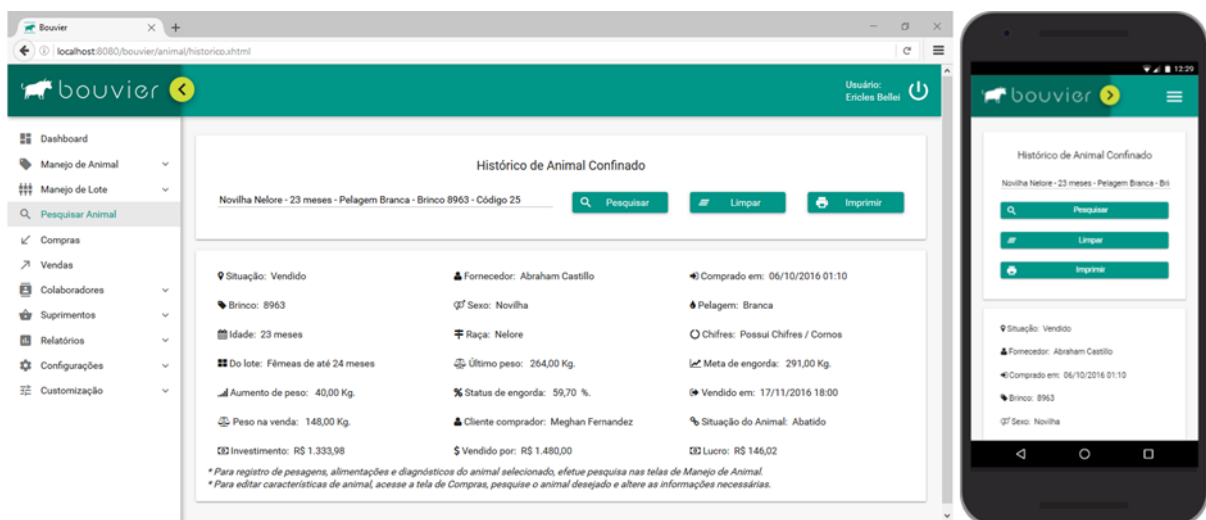 Bouvier
localhost:8080/bouvier/animal/historico.xhtml
bouvier
Usuário:
Ericles Bellei
Dashboard
Manejo de Animal
Manejo de Lote
Pesquisar Animal
Compras
Vendas
Colaboradores
Suprimentos
Relatórios
Configurações
Customização
Histórico de Animal Confinado
Novilha Nelore - 23 meses - Pelagem Branca - Brinco 8963 - Código 25
Pesquisar
Limpar
Imprimir
Situação: Vendido
Fornecedor: Abraham Castillo
Comprado em: 06/10/2016 01:10
Brinco: 8963
Sexo: Novilha
Pelagem: Branca
Idade: 23 meses
Raça: Nelore
Chifres: Possui Chifres / Cornos
Do lote: Fêmeas de até 24 meses
Último peso: 264,00 Kg.
Meta de engorda: 291,00 Kg.
Aumento de peso: 40,00 Kg.
Status de engorda: 59,70 %.
Vendido em: 17/11/2016 18:00
Peso na venda: 148,00 Kg.
Cliente comprador: Meghan Fernandez
Situação do Animal: Abatido
Investimento: R$ 1.333,98
Vendido por: R$ 1.480,00
Lucro: R$ 146,02
* Para registro de pesagens, alimentações e diagnósticos do animal selecionado, efetue pesquisa nas telas de Manejo de Animal.
* Para editar características de animal, acesse a tela de Compras, pesquise o animal desejado e altere as informações necessárias.
12:29
bouvier
Histórico de Animal Confinado
Novilha Nelore - 23 meses - Pelagem Branca - Bri
Pesquisar
Limpar
Imprimir
Situação: Vendido
Fornecedor: Abraham Castillo
Comprado em: 06/10/2016 01:10
Brinco: 8963
Sexo: Novilha